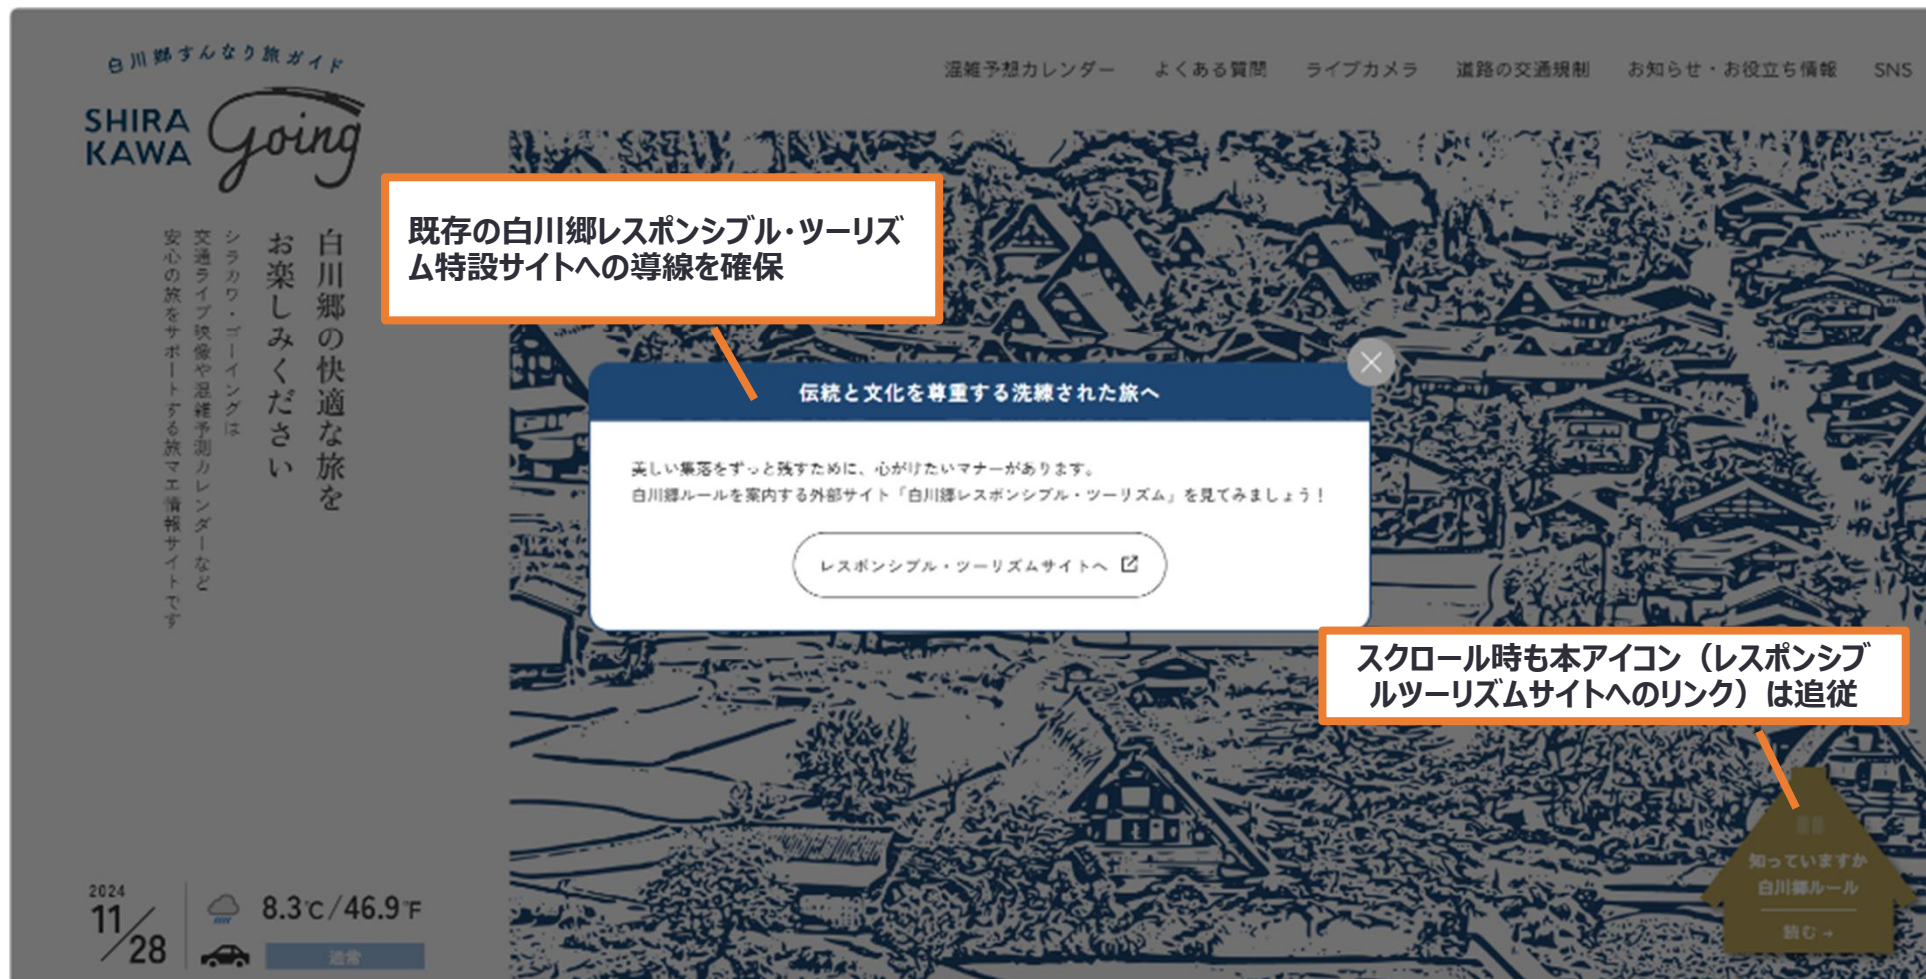 白川郷すんなり旅ガイド
SHIRA
KAWA
Going
混雑予想カレンダー よくある質問 ライブカメラ 道路の交通規制 お知らせ・お役立ち情報 SNS
既存の白川郷レスポンシブル・ツーリズ
ム特設サイトへの導線を確保
白川郷の快適な旅を
お楽しみください
シラカワ・ゴーイングは
交通ライブ映像や混雑予測カレンダーなど
安心の旅をサポートする旅マエ情報サイトです
伝統と文化を尊重する洗練された旅へ
美しい集落をずっと残すために、心がけたいマナーがあります。
白川郷ルールを案内する外部サイト「白川郷レスポンシブル・ツーリズム」を見てみましょう！
レスポンシブル・ツーリズムサイトへ
スクロール時も本アイコン（レスポンシブ
ルツーリズムサイトへのリンク）は追従
知っていますか
白川郷ルール
読む→
2024
11/28
8.3℃/46.9℉
通常